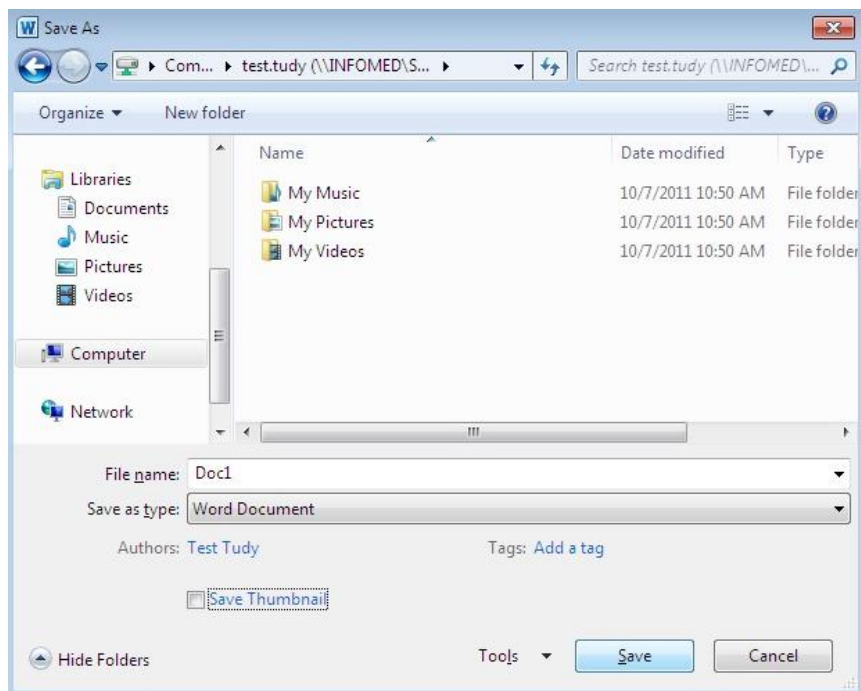 Save As
Com... test.tudy (\\INFOMED\S... Search test.tudy (\\INFOMED\...
Organize New folder
Name Date modified Type
Libraries
Documents
Music
Pictures
Videos
Computer
Network
My Music 10/7/2011 10:50 AM File folder
My Pictures 10/7/2011 10:50 AM File folder
My Videos 10/7/2011 10:50 AM File folder
File name: Doc1
Save as type: Word Document
Authors: Test Tudy Tags: Add a tag
Save Thumbnail
Hide Folders Tools Save Cancel